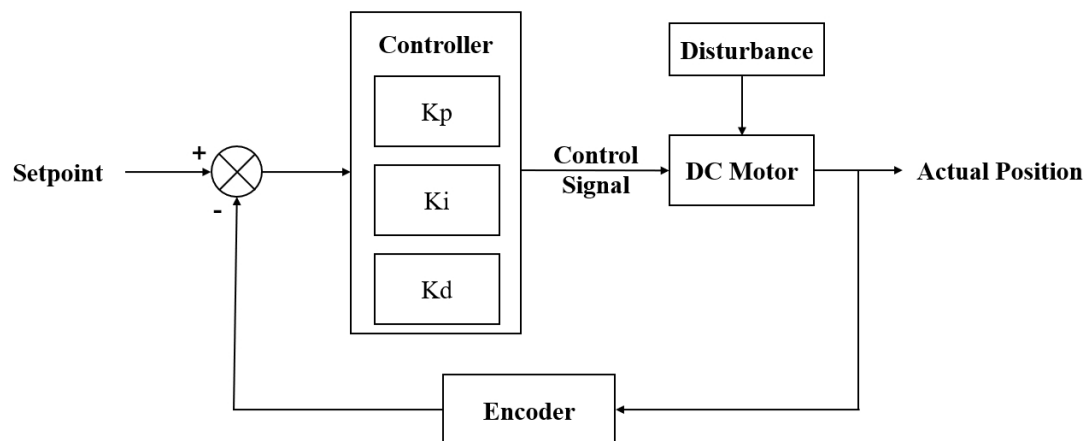 Controller
Disturbance
Kp
+
Setpoint
Control
Signal
DC Motor
Actual Position
Ki
-
Kd
Encoder